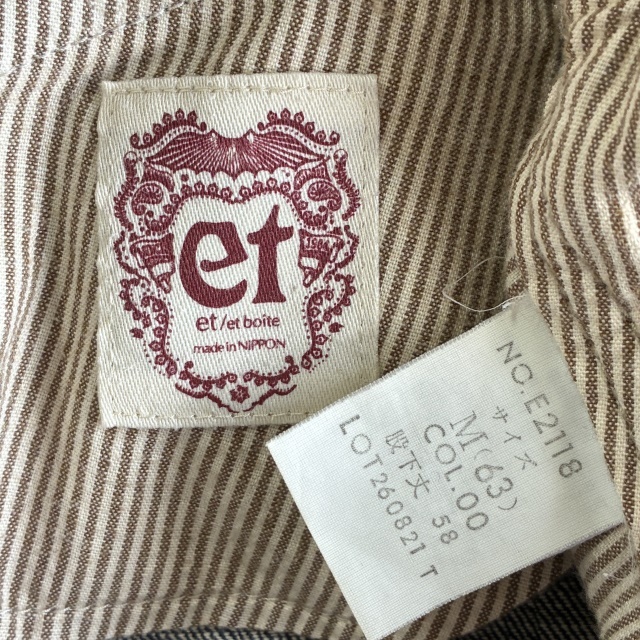 et
et/et boîte
made in NIPPON
NO.E2118
サイズ
M(63)
COL.00
股下丈 58
LOT260821 T